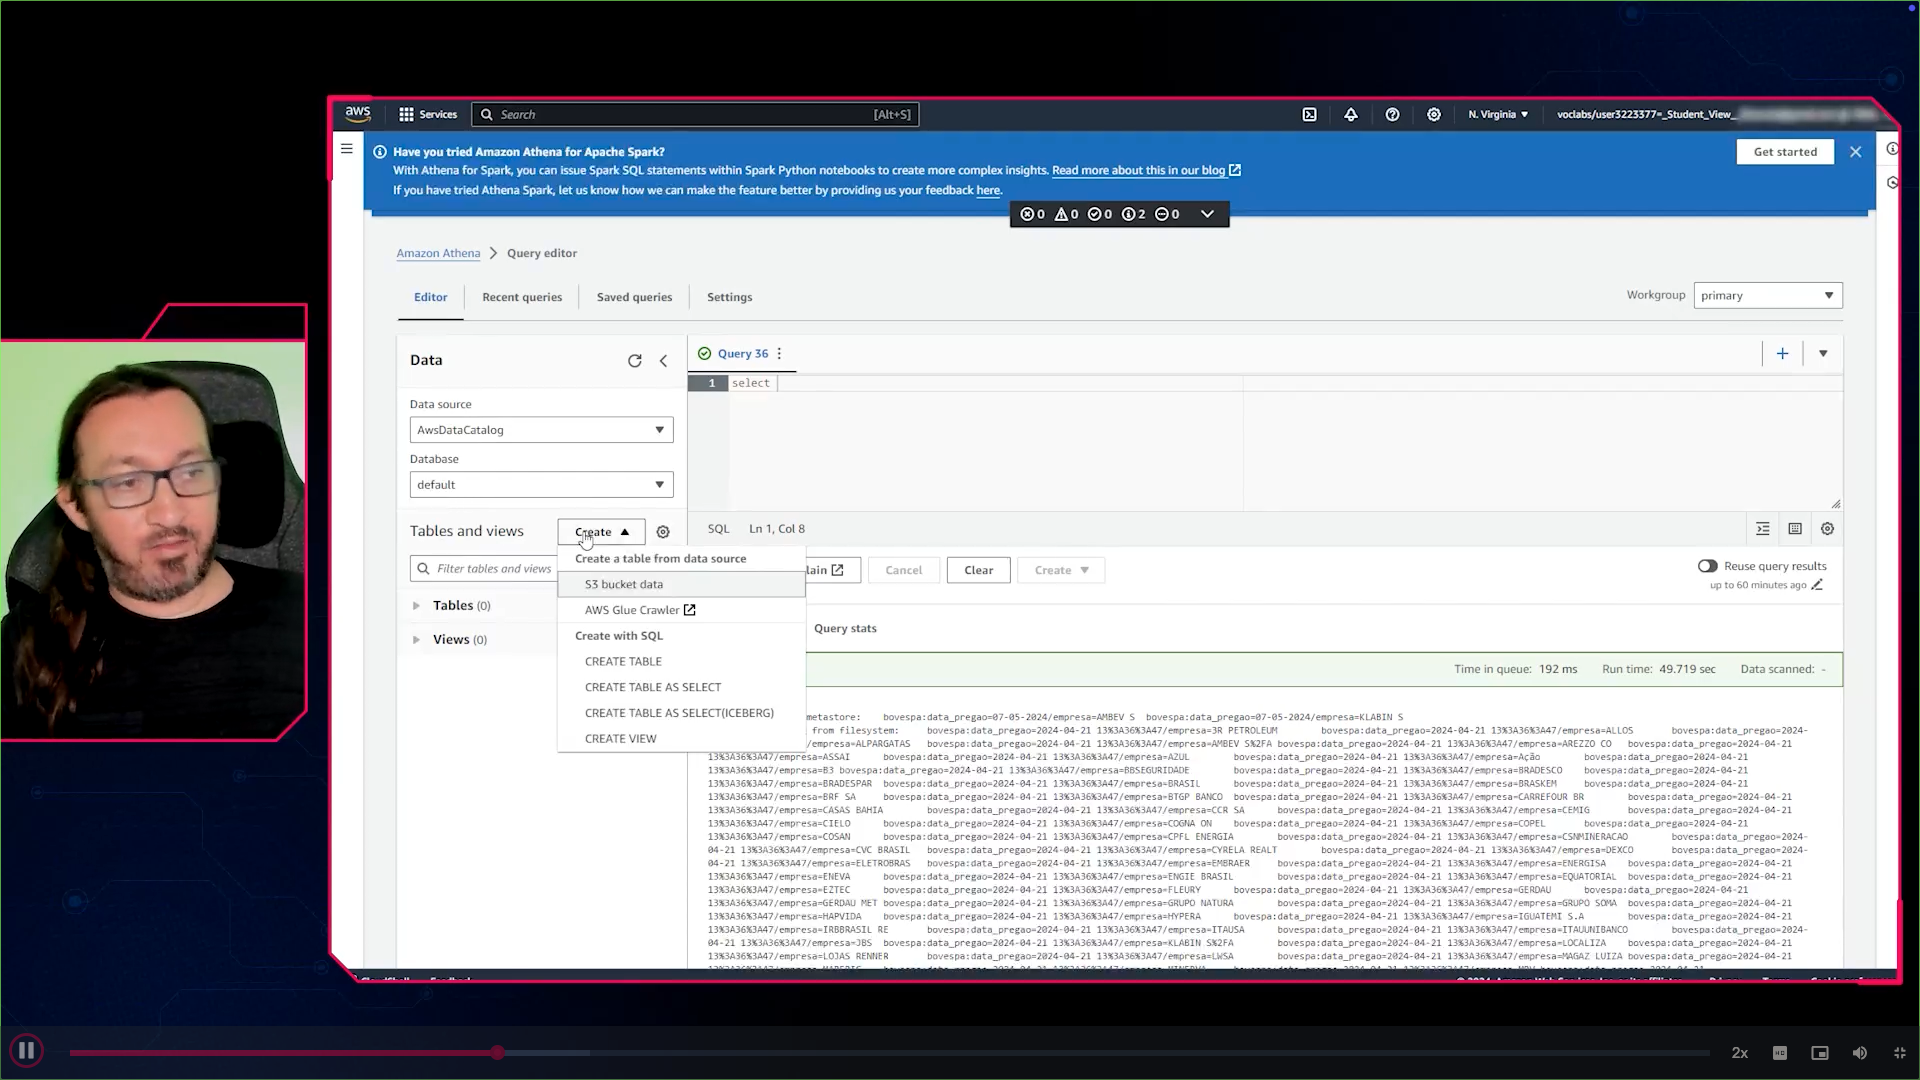 aws Services Search [Alt+S] N. Virginia voclabs/user3223377=_Student_View_
Have you tried Amazon Athena for Apache Spark?
With Athena for Spark, you can issue Spark SQL statements within Spark Python notebooks to create more complex insights. Read more about this in our blog
If you have tried Athena Spark, let us know how we can make the feature better by providing us your feedback here.
Get started
0 0 0 2 0
Amazon Athena > Query editor
Editor Recent queries Saved queries Settings
Workgroup primary
Data
Data source
AwsDataCatalog
Database
default
Tables and views Create
Filter tables and views
Tables (0)
Views (0)
Create a table from data source
S3 bucket data
AWS Glue Crawler
Create with SQL
CREATE TABLE
CREATE TABLE AS SELECT
CREATE TABLE AS SELECT(ICEBERG)
CREATE VIEW
Query 36
1 select
SQL Ln 1, Col 8
lain Cancel Clear Create
Reuse query results
up to 60 minutes ago
Query stats
Time in queue: 192 ms Run time: 49.719 sec Data scanned: -
metastore: bovespa:data_pregao=07-05-2024/empresa=AMBEV S bovespa:data_pregao=07-05-2024/empresa=KLABIN S
from filesystem: bovespa:data_pregao=2024-04-21 13%3A36%3A47/empresa=3R PETROLEUM bovespa:data_pregao=2024-04-21 13%3A36%3A47/empresa=ALLOS bovespa:data_pregao=2024-
/empresa=ALPARGATAS bovespa:data_pregao=2024-04-21 13%3A36%3A47/empresa=AMBEV S%2FA bovespa:data_pregao=2024-04-21 13%3A36%3A47/empresa=AREZZO CO bovespa:data_pregao=2024-04-21
13%3A36%3A47/empresa=ASSAI bovespa:data_pregao=2024-04-21 13%3A36%3A47/empresa=AZUL bovespa:data_pregao=2024-04-21 13%3A36%3A47/empresa=Ação bovespa:data_pregao=2024-04-21
13%3A36%3A47/empresa=B3 bovespa:data_pregao=2024-04-21 13%3A36%3A47/empresa=BBSEGURIDADE bovespa:data_pregao=2024-04-21 13%3A36%3A47/empresa=BRADESCO bovespa:data_pregao=2024-04-21
13%3A36%3A47/empresa=BRADESPAR bovespa:data_pregao=2024-04-21 13%3A36%3A47/empresa=BRASIL bovespa:data_pregao=2024-04-21 13%3A36%3A47/empresa=BRASKEM bovespa:data_pregao=2024-04-21
13%3A36%3A47/empresa=BRF SA bovespa:data_pregao=2024-04-21 13%3A36%3A47/empresa=BTGP BANCO bovespa:data_pregao=2024-04-21 13%3A36%3A47/empresa=CARREFOUR BR bovespa:data_pregao=2024-04-21
13%3A36%3A47/empresa=CASAS BAHIA bovespa:data_pregao=2024-04-21 13%3A36%3A47/empresa=CCR SA bovespa:data_pregao=2024-04-21 13%3A36%3A47/empresa=CEMIG bovespa:data_pregao=2024-04-21
13%3A36%3A47/empresa=CIELO bovespa:data_pregao=2024-04-21 13%3A36%3A47/empresa=COGNA ON bovespa:data_pregao=2024-04-21 13%3A36%3A47/empresa=COPEL bovespa:data_pregao=2024-04-21
13%3A36%3A47/empresa=COSAN bovespa:data_pregao=2024-04-21 13%3A36%3A47/empresa=CPFL ENERGIA bovespa:data_pregao=2024-04-21 13%3A36%3A47/empresa=CSNMINERACAO bovespa:data_pregao=2024-
04-21 13%3A36%3A47/empresa=CVC BRASIL bovespa:data_pregao=2024-04-21 13%3A36%3A47/empresa=CYRELA REALT bovespa:data_pregao=2024-04-21 13%3A36%3A47/empresa=DEXCO bovespa:data_pregao=2024-
04-21 13%3A36%3A47/empresa=ELETROBRAS bovespa:data_pregao=2024-04-21 13%3A36%3A47/empresa=EMBRAER bovespa:data_pregao=2024-04-21 13%3A36%3A47/empresa=ENERGISA bovespa:data_pregao=2024-04-21
13%3A36%3A47/empresa=ENEVA bovespa:data_pregao=2024-04-21 13%3A36%3A47/empresa=ENGIE BRASIL bovespa:data_pregao=2024-04-21 13%3A36%3A47/empresa=EQUATORIAL bovespa:data_pregao=2024-04-21
13%3A36%3A47/empresa=EZTEC bovespa:data_pregao=2024-04-21 13%3A36%3A47/empresa=FLEURY bovespa:data_pregao=2024-04-21 13%3A36%3A47/empresa=GERDAU bovespa:data_pregao=2024-04-21
13%3A36%3A47/empresa=GERDAU MET bovespa:data_pregao=2024-04-21 13%3A36%3A47/empresa=GRUPO NATURA bovespa:data_pregao=2024-04-21 13%3A36%3A47/empresa=GRUPO SOMA bovespa:data_pregao=2024-04-21
13%3A36%3A47/empresa=HAPVIDA bovespa:data_pregao=2024-04-21 13%3A36%3A47/empresa=HYPERA bovespa:data_pregao=2024-04-21 13%3A36%3A47/empresa=IGUATEMI S.A bovespa:data_pregao=2024-04-21
13%3A36%3A47/empresa=IRBBRASIL RE bovespa:data_pregao=2024-04-21 13%3A36%3A47/empresa=ITAUSA bovespa:data_pregao=2024-04-21 13%3A36%3A47/empresa=ITAUUNIBANCO bovespa:data_pregao=2024-
04-21 13%3A36%3A47/empresa=JBS bovespa:data_pregao=2024-04-21 13%3A36%3A47/empresa=KLABIN S%2FA bovespa:data_pregao=2024-04-21 13%3A36%3A47/empresa=LOCALIZA bovespa:data_pregao=2024-04-21
13%3A36%3A47/empresa=LOJAS RENNER bovespa:data_pregao=2024-04-21 13%3A36%3A47/empresa=LWSA bovespa:data_pregao=2024-04-21 13%3A36%3A47/empresa=MAGAZ LUIZA bovespa:data_pregao=2024-04-21
2x